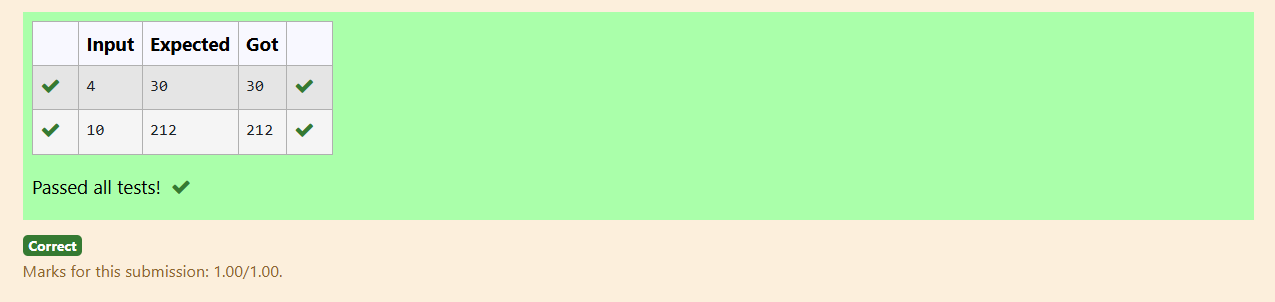 Input Expected Got
4 30 30
10 212 212
Passed all tests!
Correct
Marks for this submission: 1.00/1.00.